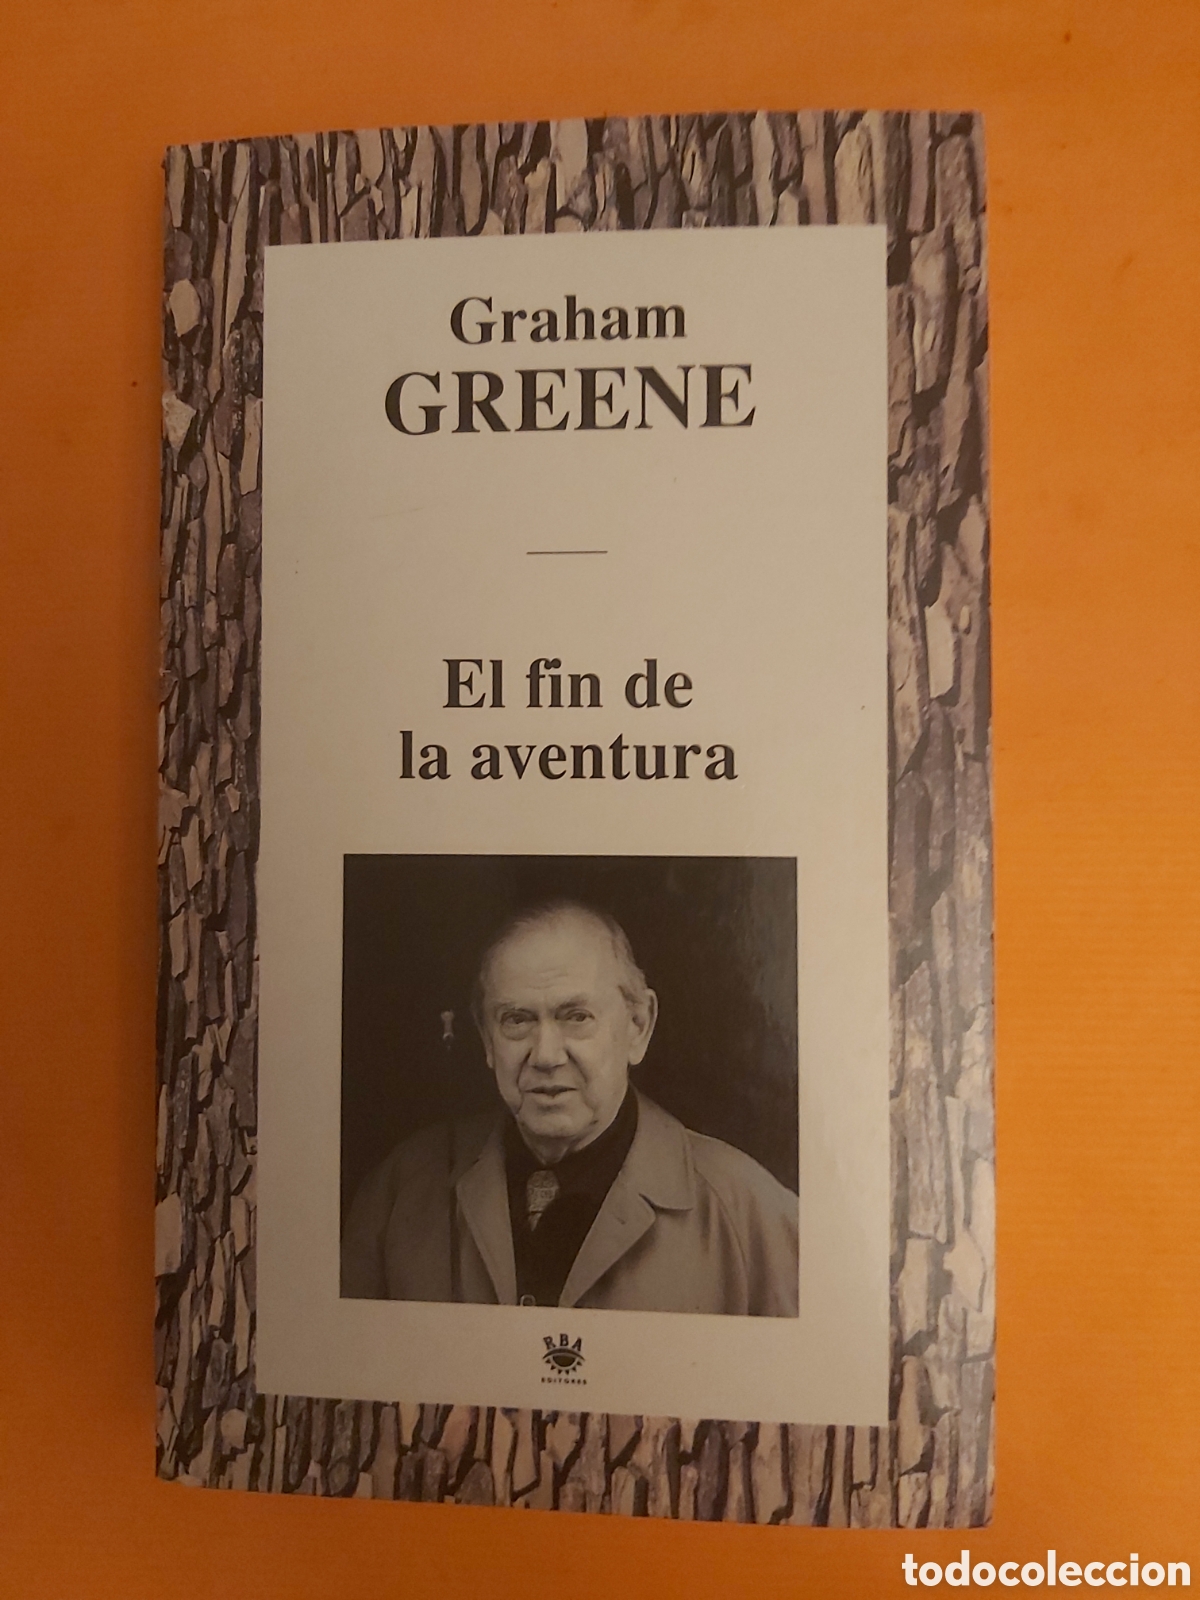 Graham
GREENE
El fin de
la aventura
RBA
EDITORES
todocoleccion